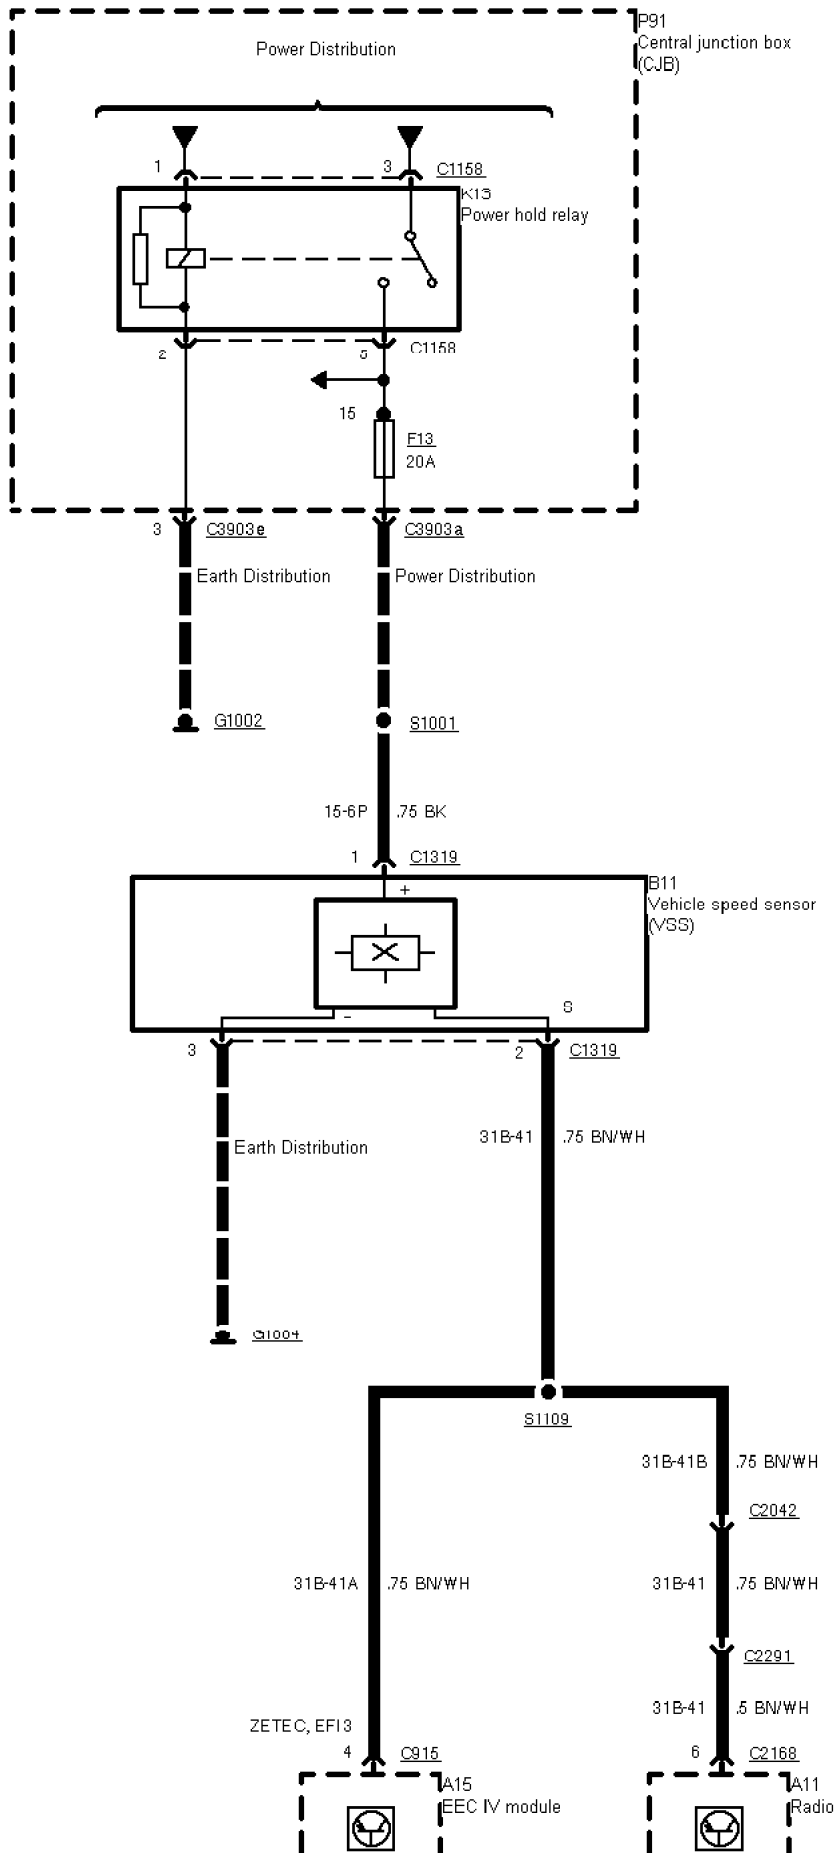 P91
Central junction box
(CJB)
Power Distribution
1
3
C1158
K13
Power hold relay
2
5
C1158
15
F13
20A
3
C3903e
C3903a
Earth Distribution
Power Distribution
G1002
S1001
15-6P
.75 BK
1
C1319
+
B11
Vehicle speed sensor
(VSS)
-
S
3
2
C1319
31B-41
.75 BN/WH
Earth Distribution
G1004
S1109
31B-41B
.75 BN/WH
C2042
31B-41A
.75 BN/WH
31B-41
.75 BN/WH
C2291
31B-41
.5 BN/WH
ZETEC, EFI3
4
C915
6
C2168
A15
EEC IV module
A11
Radio